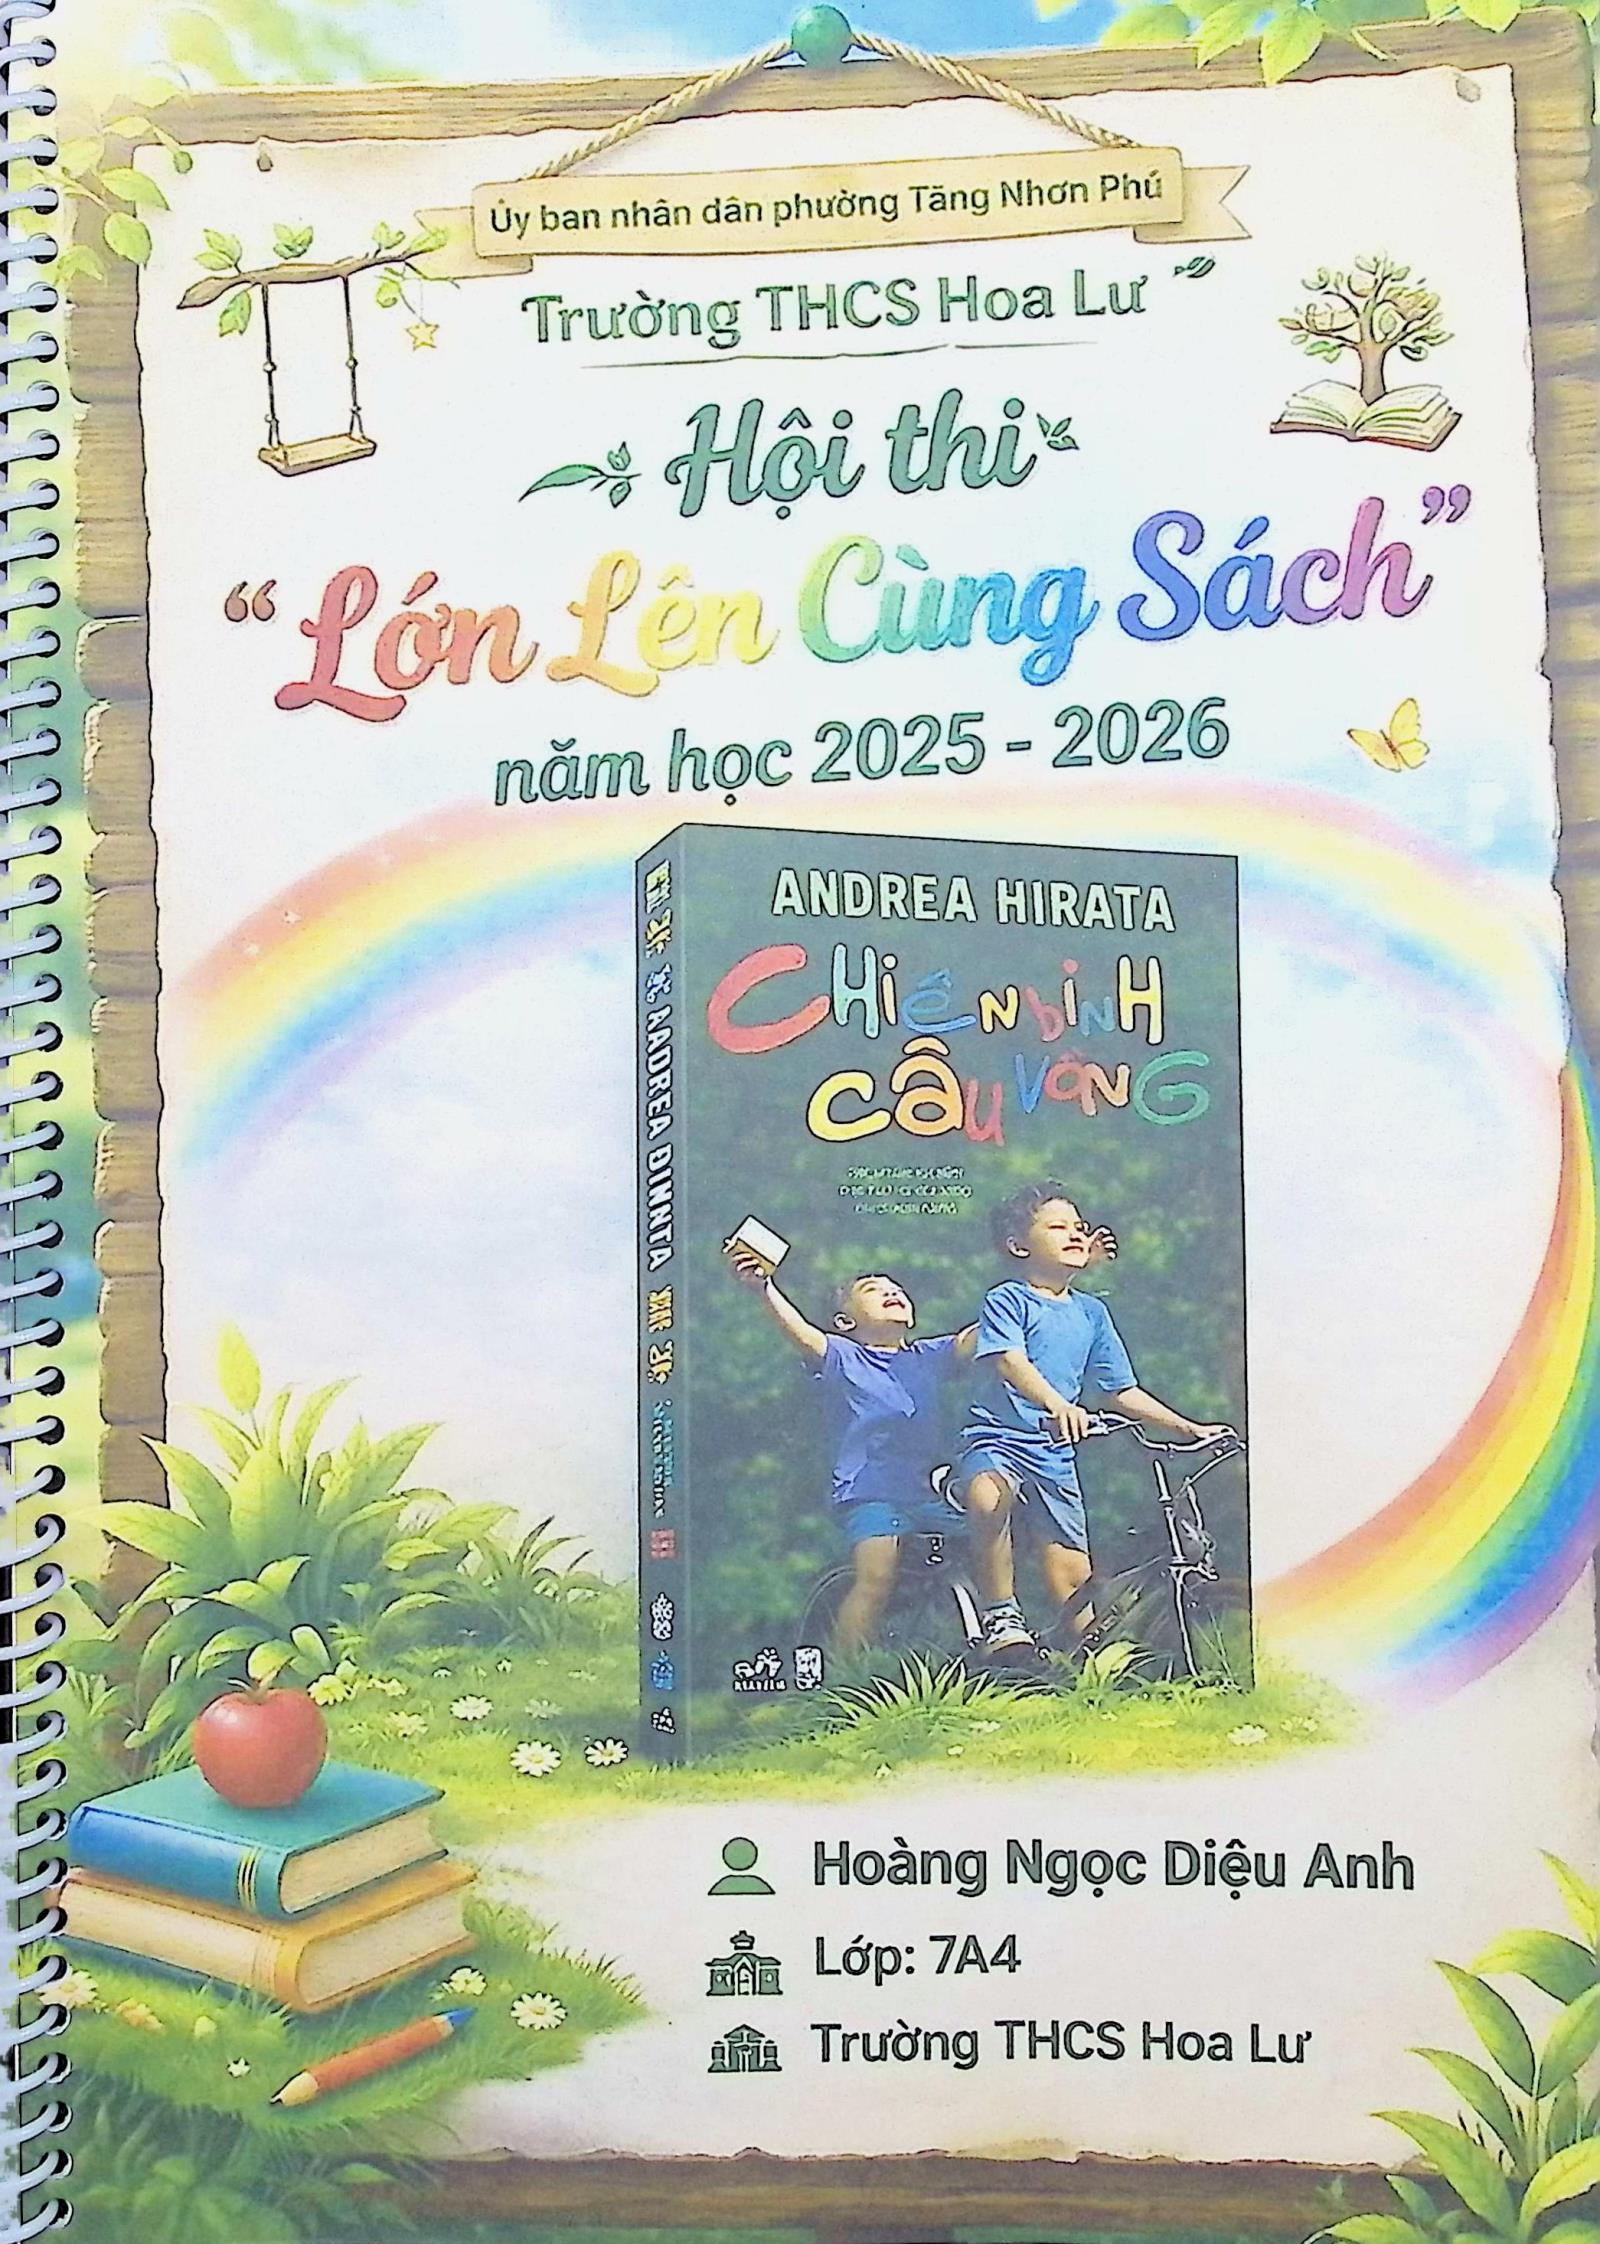 Ủy ban nhân dân phường Tăng Nhơn Phú
Trường THCS Hoa Lư
Hội thi
“Lớn Lên Cùng Sách”
năm học 2025 - 2026
ANDREA HIRATA
CHiếN biNH
CầU VồNG
Hoàng Ngọc Diệu Anh
Lớp: 7A4
Trường THCS Hoa Lư